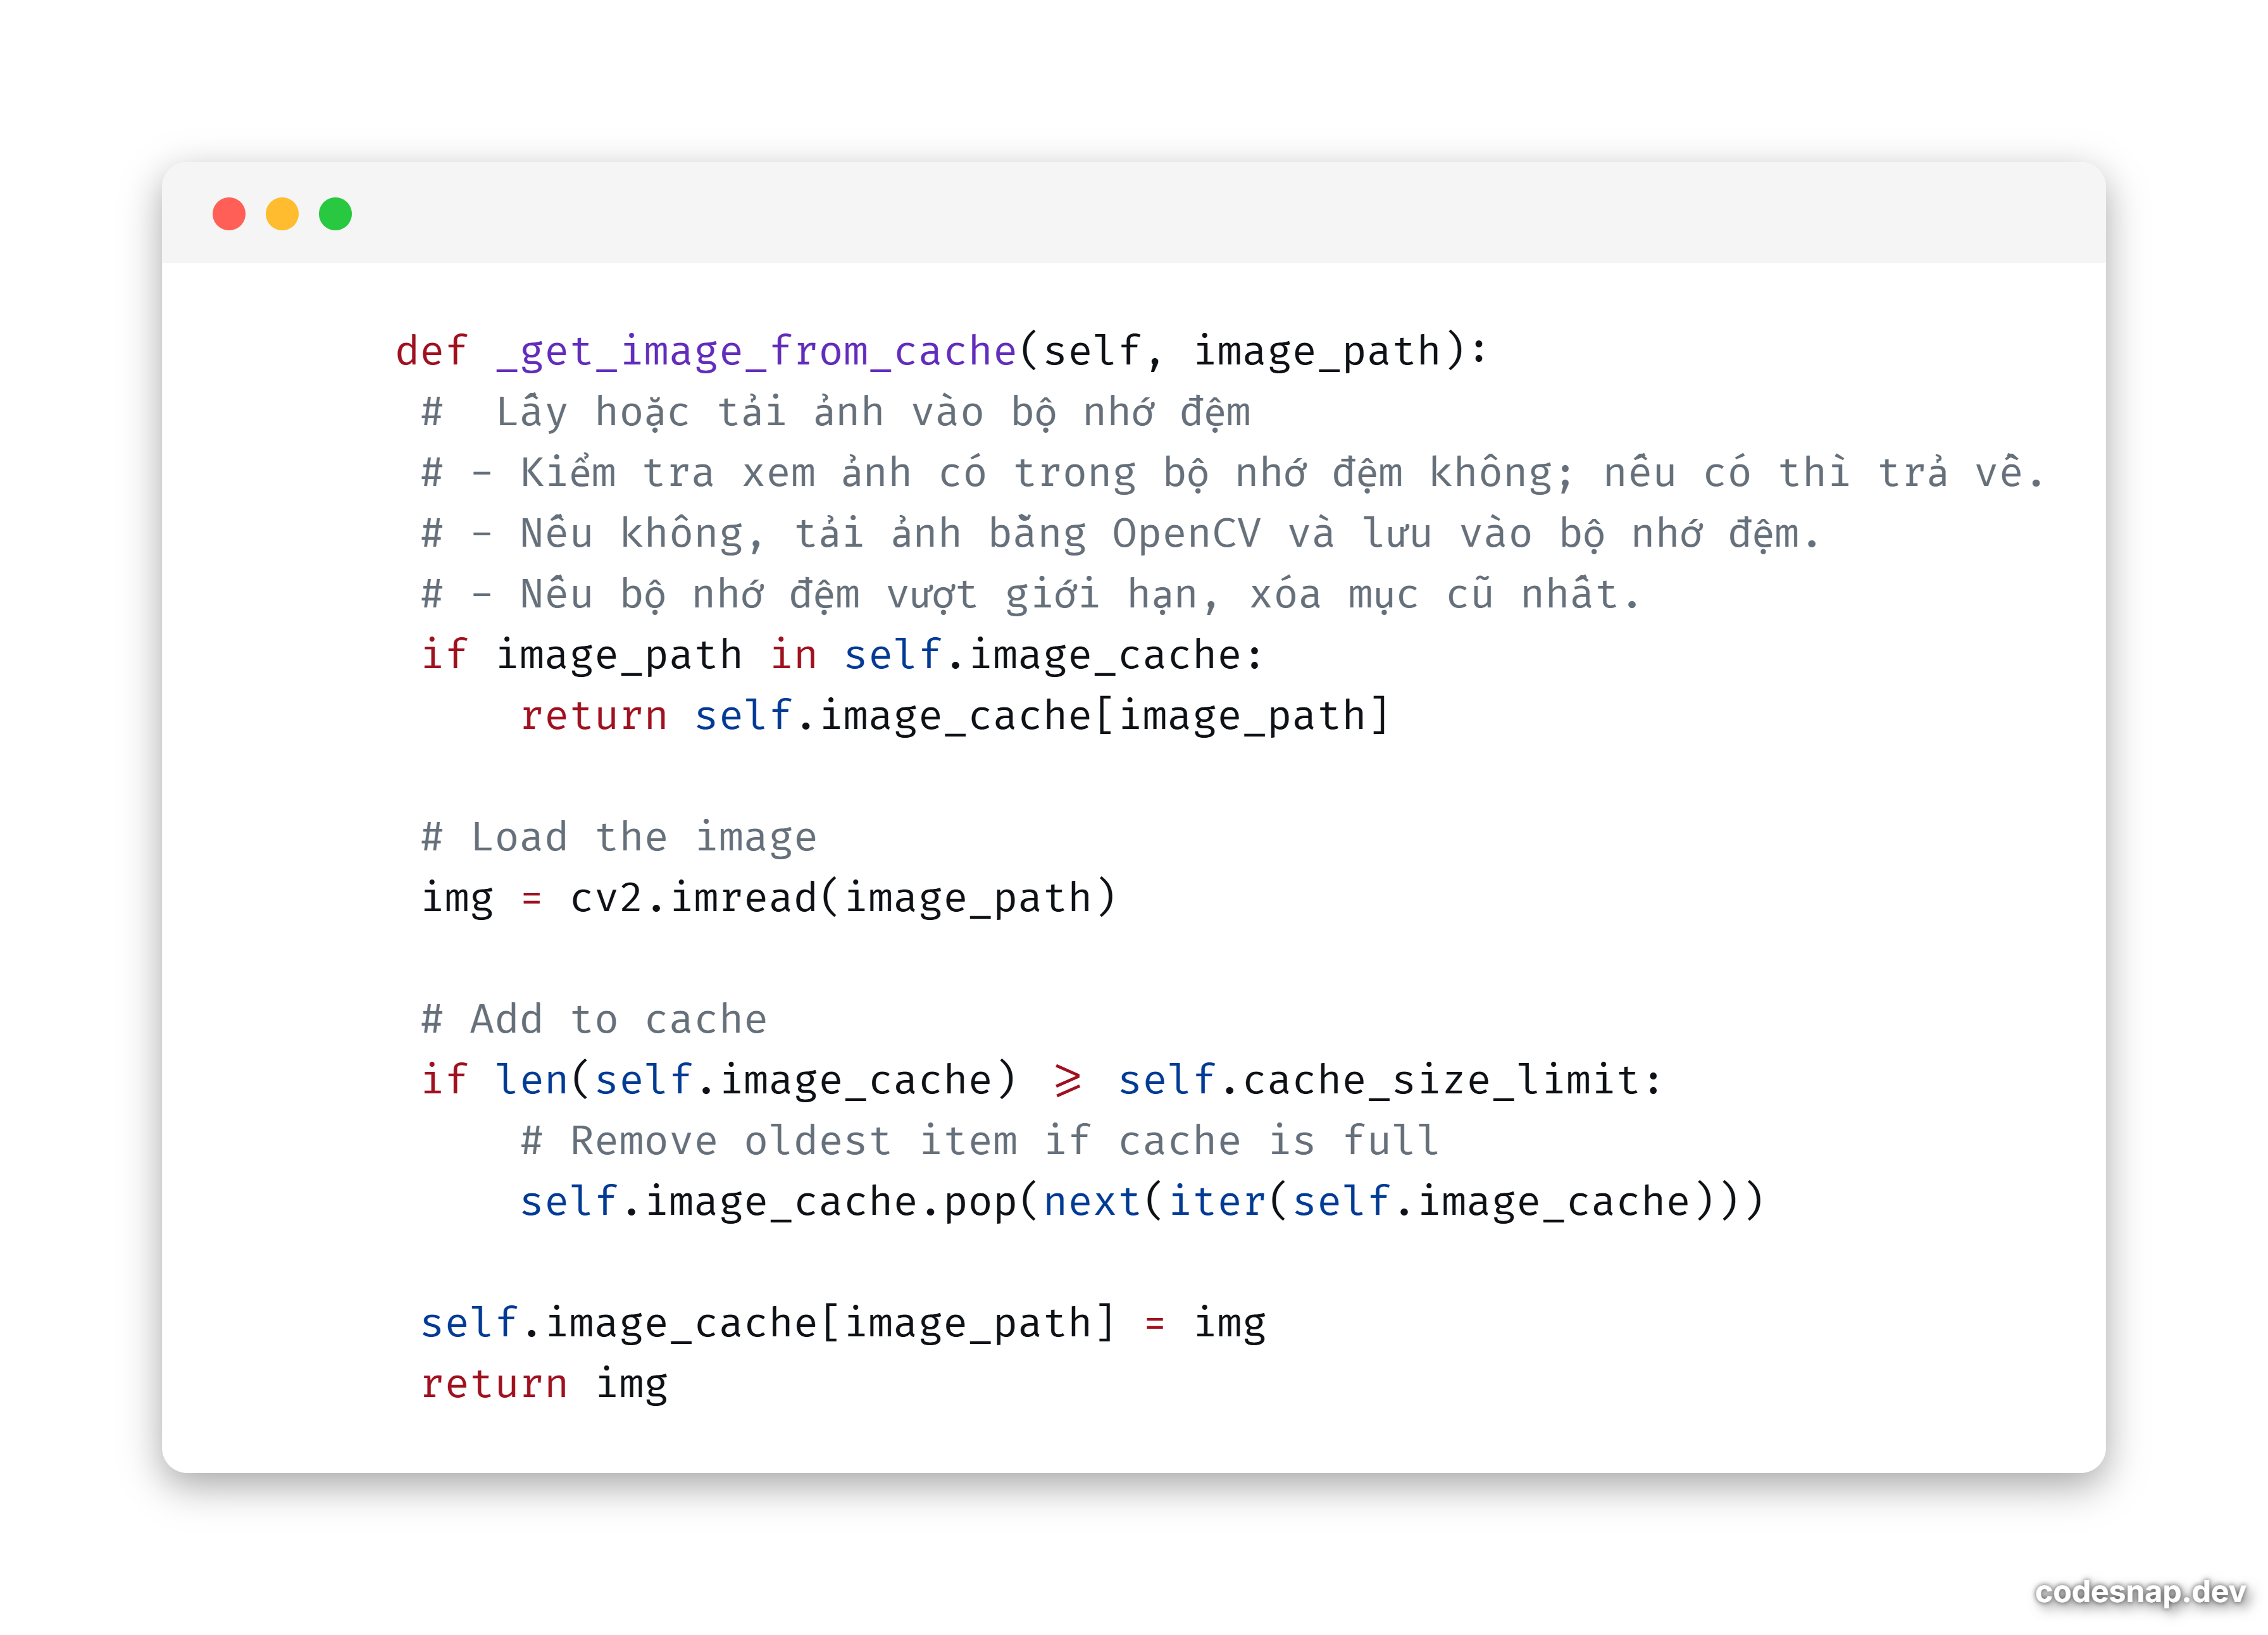 def _get_image_from_cache(self, image_path):
#  Lấy hoặc tải ảnh vào bộ nhớ đệm
# - Kiểm tra xem ảnh có trong bộ nhớ đệm không; nếu có thì trả về.
# - Nếu không, tải ảnh bằng OpenCV và lưu vào bộ nhớ đệm.
# - Nếu bộ nhớ đệm vượt giới hạn, xóa mục cũ nhất.
if image_path in self.image_cache:
return self.image_cache[image_path]
# Load the image
img = cv2.imread(image_path)
# Add to cache
if len(self.image_cache) >= self.cache_size_limit:
# Remove oldest item if cache is full
self.image_cache.pop(next(iter(self.image_cache)))
self.image_cache[image_path] = img
return img
codesnap.dev